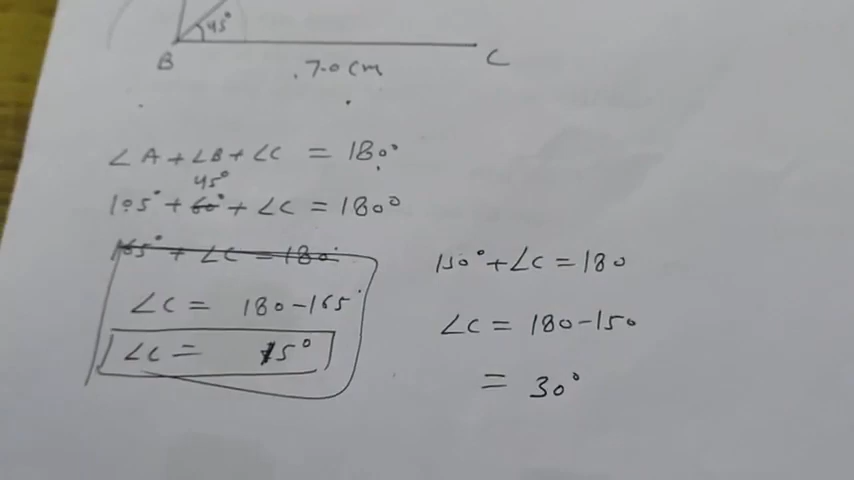 45°
B
C
7.0 cm
∠A + ∠B + ∠C = 180°
45°
105° + 60° + ∠C = 180°
165° + ∠C = 180°
∠C = 180 - 165°
∠C = 15°
150° + ∠C = 180
∠C = 180 - 150
= 30°